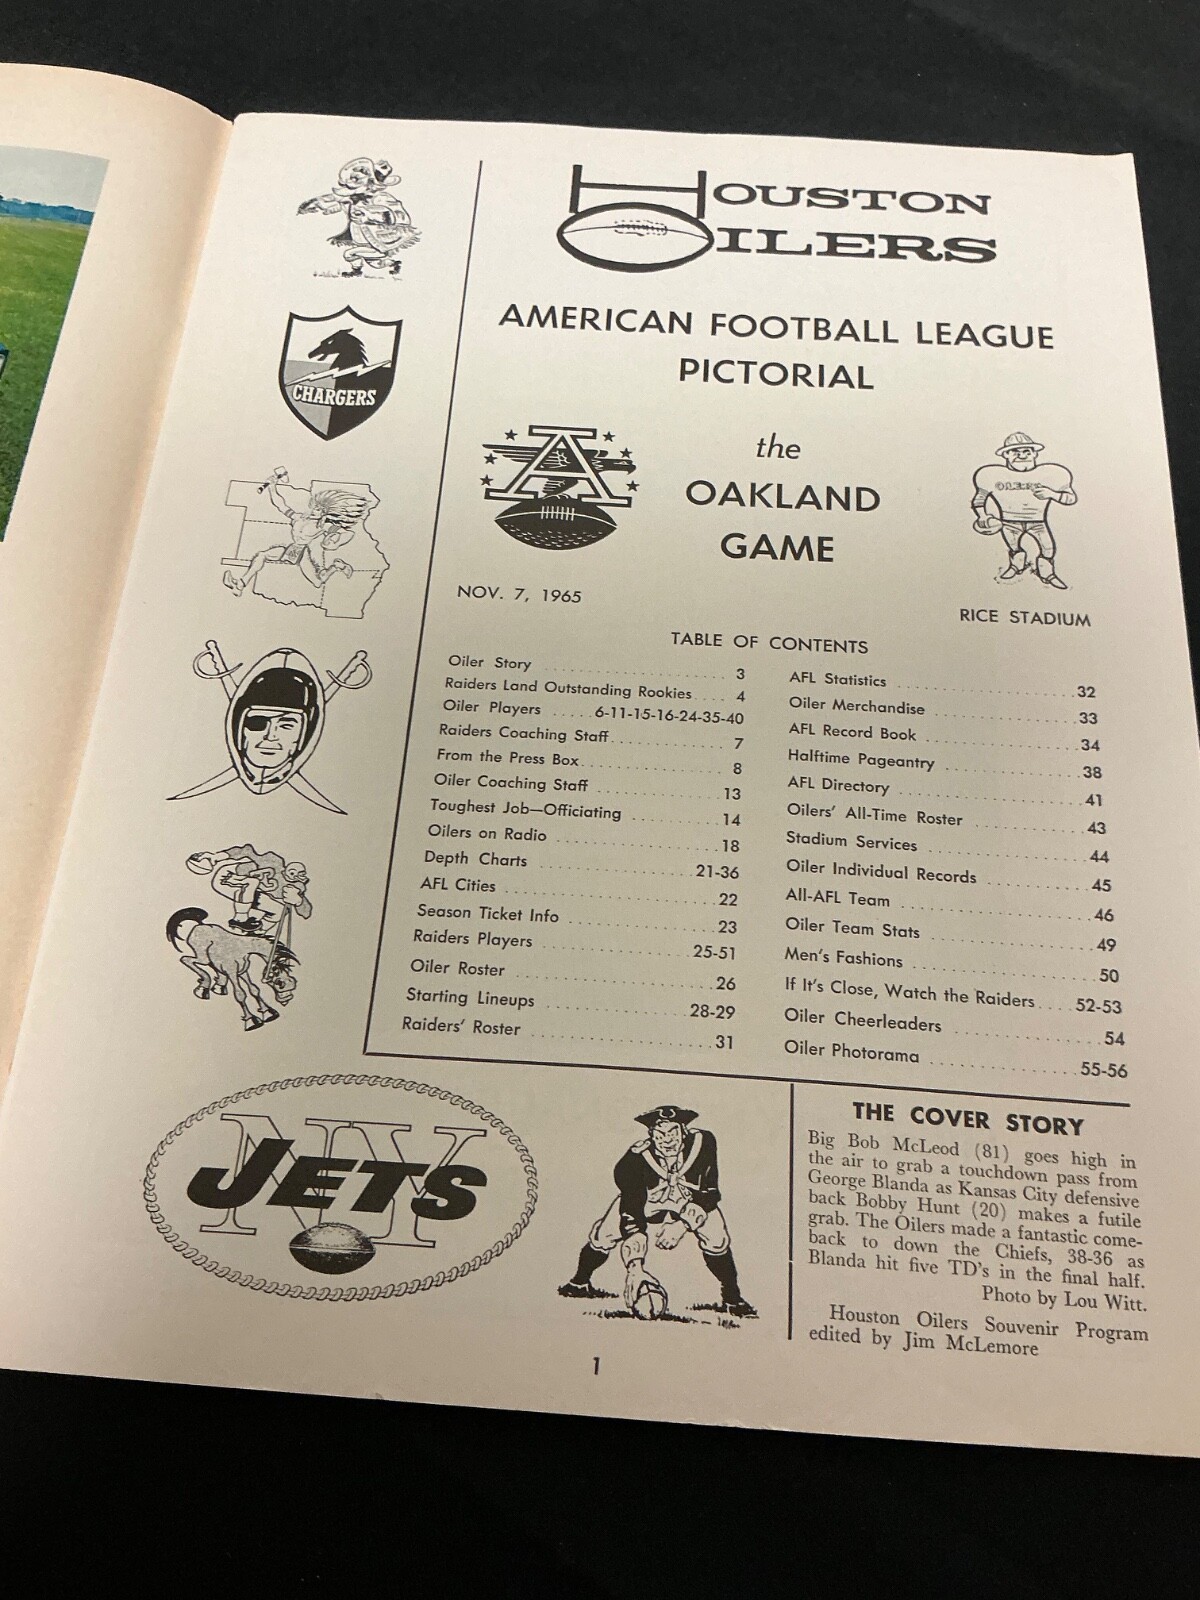 HOUSTON
OILERS
AMERICAN FOOTBALL LEAGUE
PICTORIAL
CHARGERS
A
the
OAKLAND
GAME
OILERS
NOV. 7, 1965
RICE STADIUM
TABLE OF CONTENTS
Oiler Story .................... 3
Raiders Land Outstanding Rookies.... 4
Oiler Players .....6-11-15-16-24-35-40
Raiders Coaching Staff............. 7
From the Press Box................. 8
Oiler Coaching Staff ............. 13
Toughest Job—Officiating ......... 14
Oilers on Radio .................. 18
Depth Charts .................. 21-36
AFL Cities ....................... 22
Season Ticket Info ............... 23
Raiders Players ............... 25-51
Oiler Roster ..................... 26
Starting Lineups .............. 28-29
Raiders' Roster .................. 31
AFL Statistics ................... 32
Oiler Merchandise ................ 33
AFL Record Book .................. 34
Halftime Pageantry ............... 38
AFL Directory .................... 41
Oilers' All-Time Roster .......... 43
Stadium Services ................. 44
Oiler Individual Records ......... 45
All-AFL Team ..................... 46
Oiler Team Stats ................. 49
Men's Fashions ................... 50
If It's Close, Watch the Raiders.... 52-53
Oiler Cheerleaders ............... 54
Oiler Photorama ............... 55-56
NY
JETS
THE COVER STORY
Big Bob McLeod (81) goes high in
the air to grab a touchdown pass from
George Blanda as Kansas City defensive
back Bobby Hunt (20) makes a futile
grab. The Oilers made a fantastic come-
back to down the Chiefs, 38-36 as
Blanda hit five TD's in the final half.
Photo by Lou Witt.
Houston Oilers Souvenir Program
edited by Jim McLemore
1